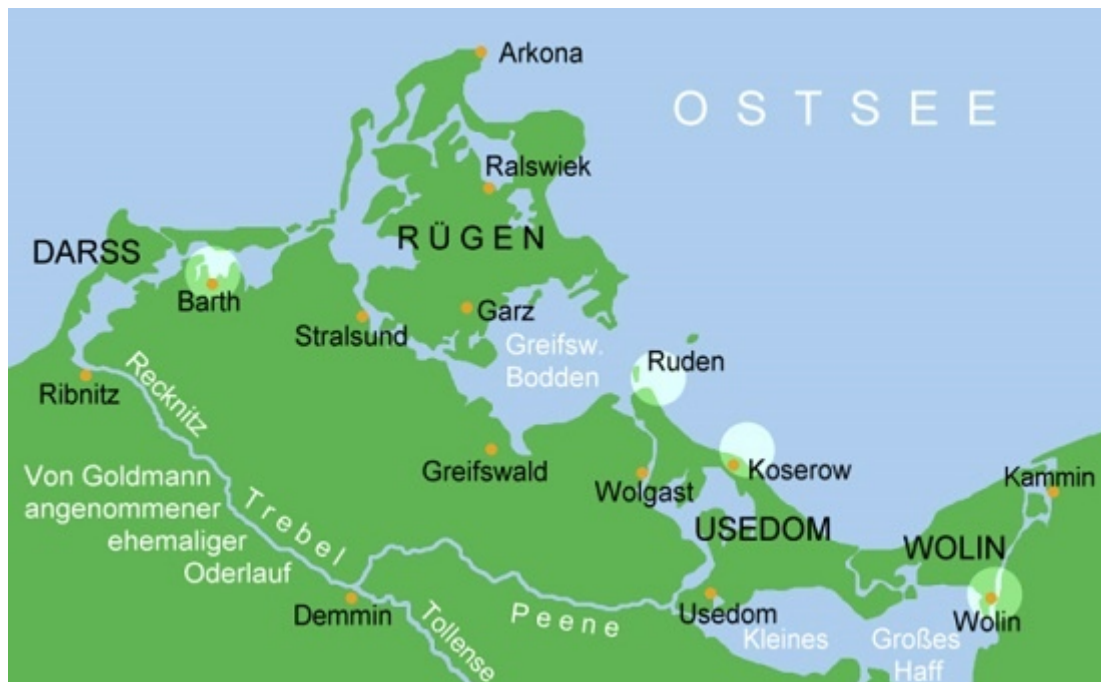 Arkona
OSTSEE
Ralswiek
RÜGEN
DARSS
Barth
Garz
Stralsund
Greifsw.
Bodden
Ruden
Ribnitz
Recknitz
Greifswald
Koserow
Wolgast
Kammin
Von Goldmann
angenommener
ehemaliger
Oderlauf
Trebel
USEDOM
WOLIN
Demmin
Tollense
Peene
Usedom
Wolin
Kleines
Großes
Haff